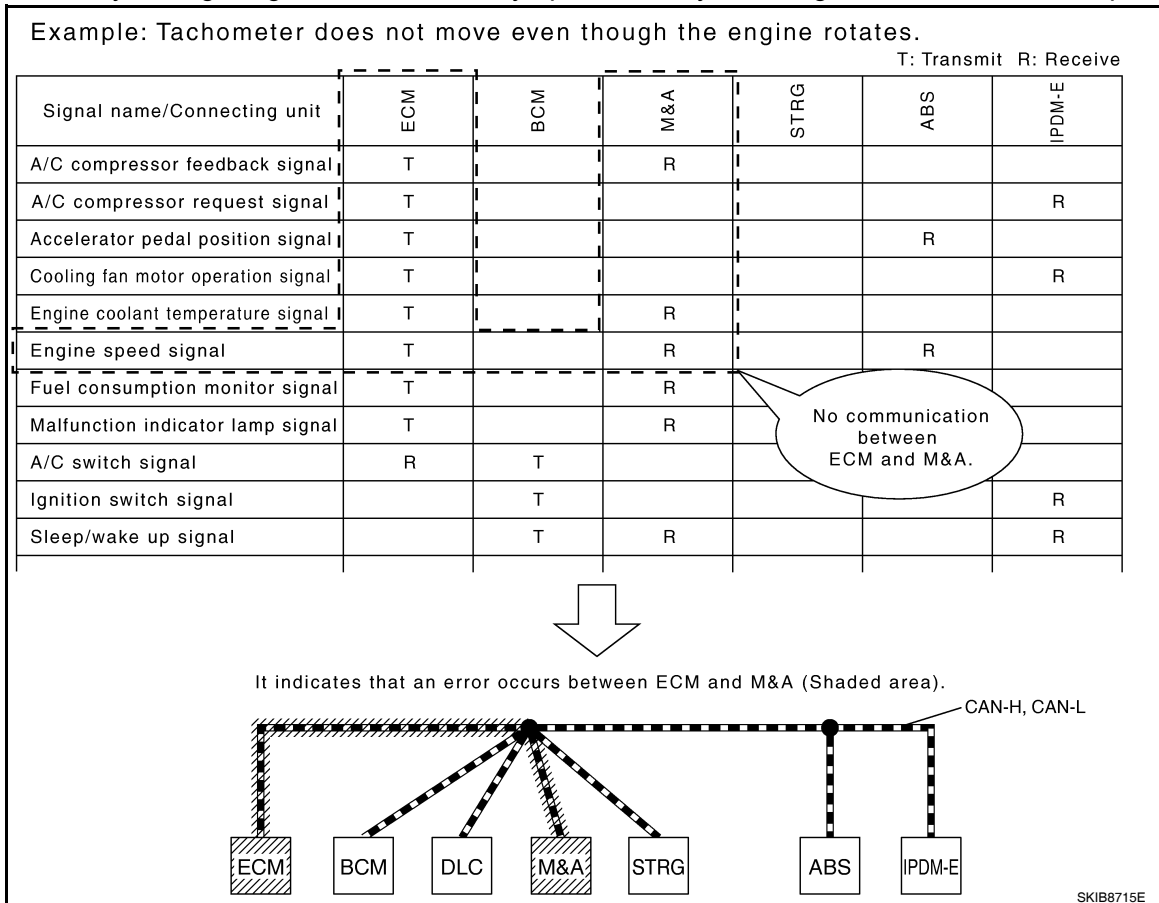 Example: Tachometer does not move even though the engine rotates.
T: Transmit R: Receive
Signal name/Connecting unit ECM BCM M&A STRG ABS IPDM-E
A/C compressor feedback signal T R
A/C compressor request signal T R
Accelerator pedal position signal T R
Cooling fan motor operation signal T R
Engine coolant temperature signal T R
Engine speed signal T R R
Fuel consumption monitor signal T R
Malfunction indicator lamp signal T R
A/C switch signal R T
Ignition switch signal T R
Sleep/wake up signal T R R
No communication
between
ECM and M&A.
It indicates that an error occurs between ECM and M&A (Shaded area).
CAN-H, CAN-L
ECM BCM DLC M&A STRG ABS IPDM-E
SKIB8715E